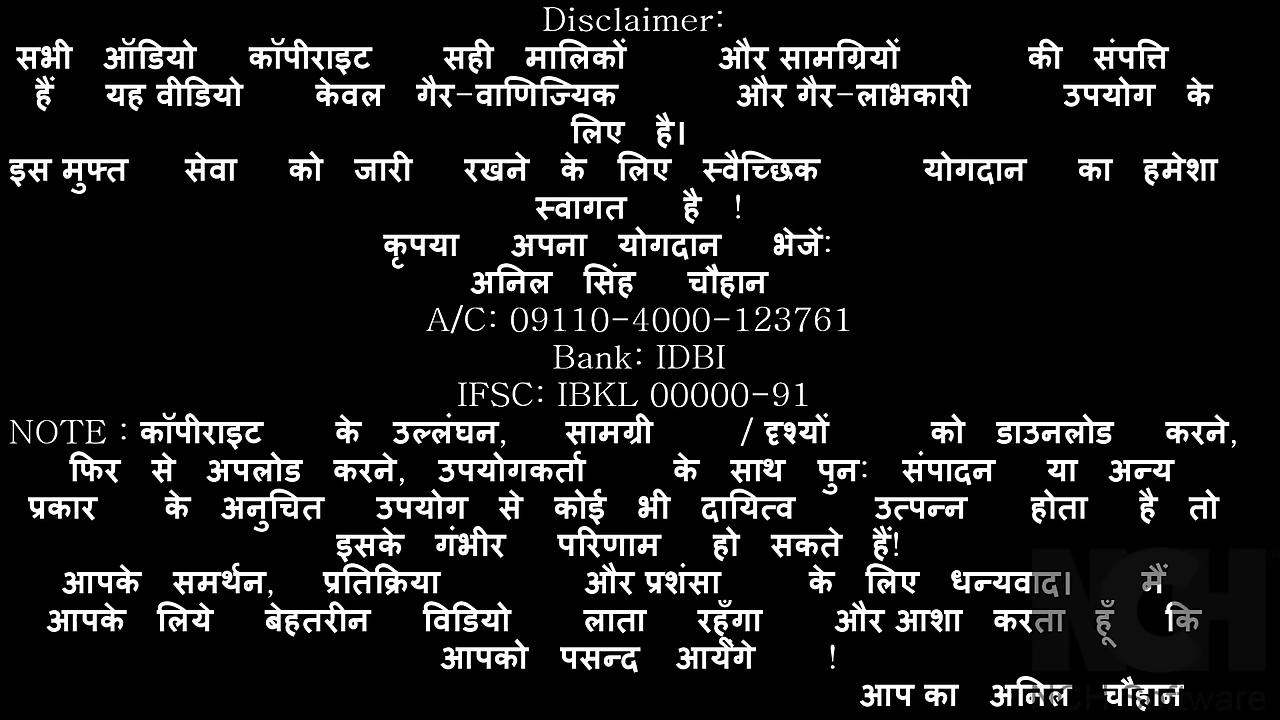 Disclaimer:
सभी ऑडियो कॉपीराइट सही मालिकों और सामग्रियों की संपत्ति
हैं यह वीडियो केवल गैर-वाणिज्यिक और गैर-लाभकारी उपयोग के
लिए है।
इस मुफ्त सेवा को जारी रखने के लिए स्वैच्छिक योगदान का हमेशा
स्वागत है !
कृपया अपना योगदान भेजें:
अनिल सिंह चौहान
A/C: 09110-4000-123761
Bank: IDBI
IFSC: IBKL 00000-91
NOTE : कॉपीराइट के उल्लंघन, सामग्री / दृश्यों को डाउनलोड करने,
फिर से अपलोड करने, उपयोगकर्ता के साथ पुन: संपादन या अन्य
प्रकार के अनुचित उपयोग से कोई भी दायित्व उत्पन्न होता है तो
इसके गंभीर परिणाम हो सकते हैं!
आपके समर्थन, प्रतिक्रिया और प्रशंसा के लिए धन्यवाद। मैं
आपके लिये बेहतरीन विडियो लाता रहूँगा और आशा करता हूँ कि
आपको पसन्द आयेंगे !
आप का अनिल चौहान
NCH
NCH Software